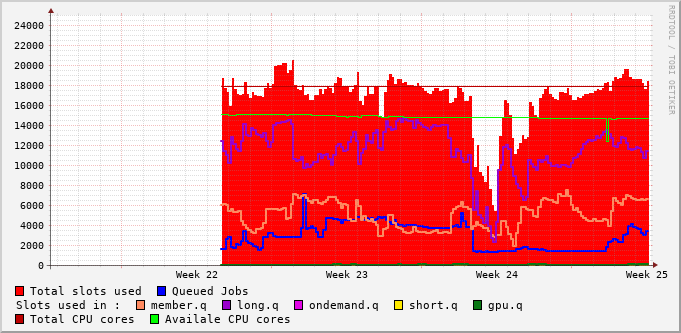 RRDTOOL / TOBI OETIKER
24000
22000
20000
18000
16000
14000
12000
10000
8000
6000
4000
2000
0
Week 22 Week 23 Week 24 Week 25
Total slots used Queued Jobs
Slots used in : member.q long.q ondemand.q short.q gpu.q
Total CPU cores Availale CPU cores